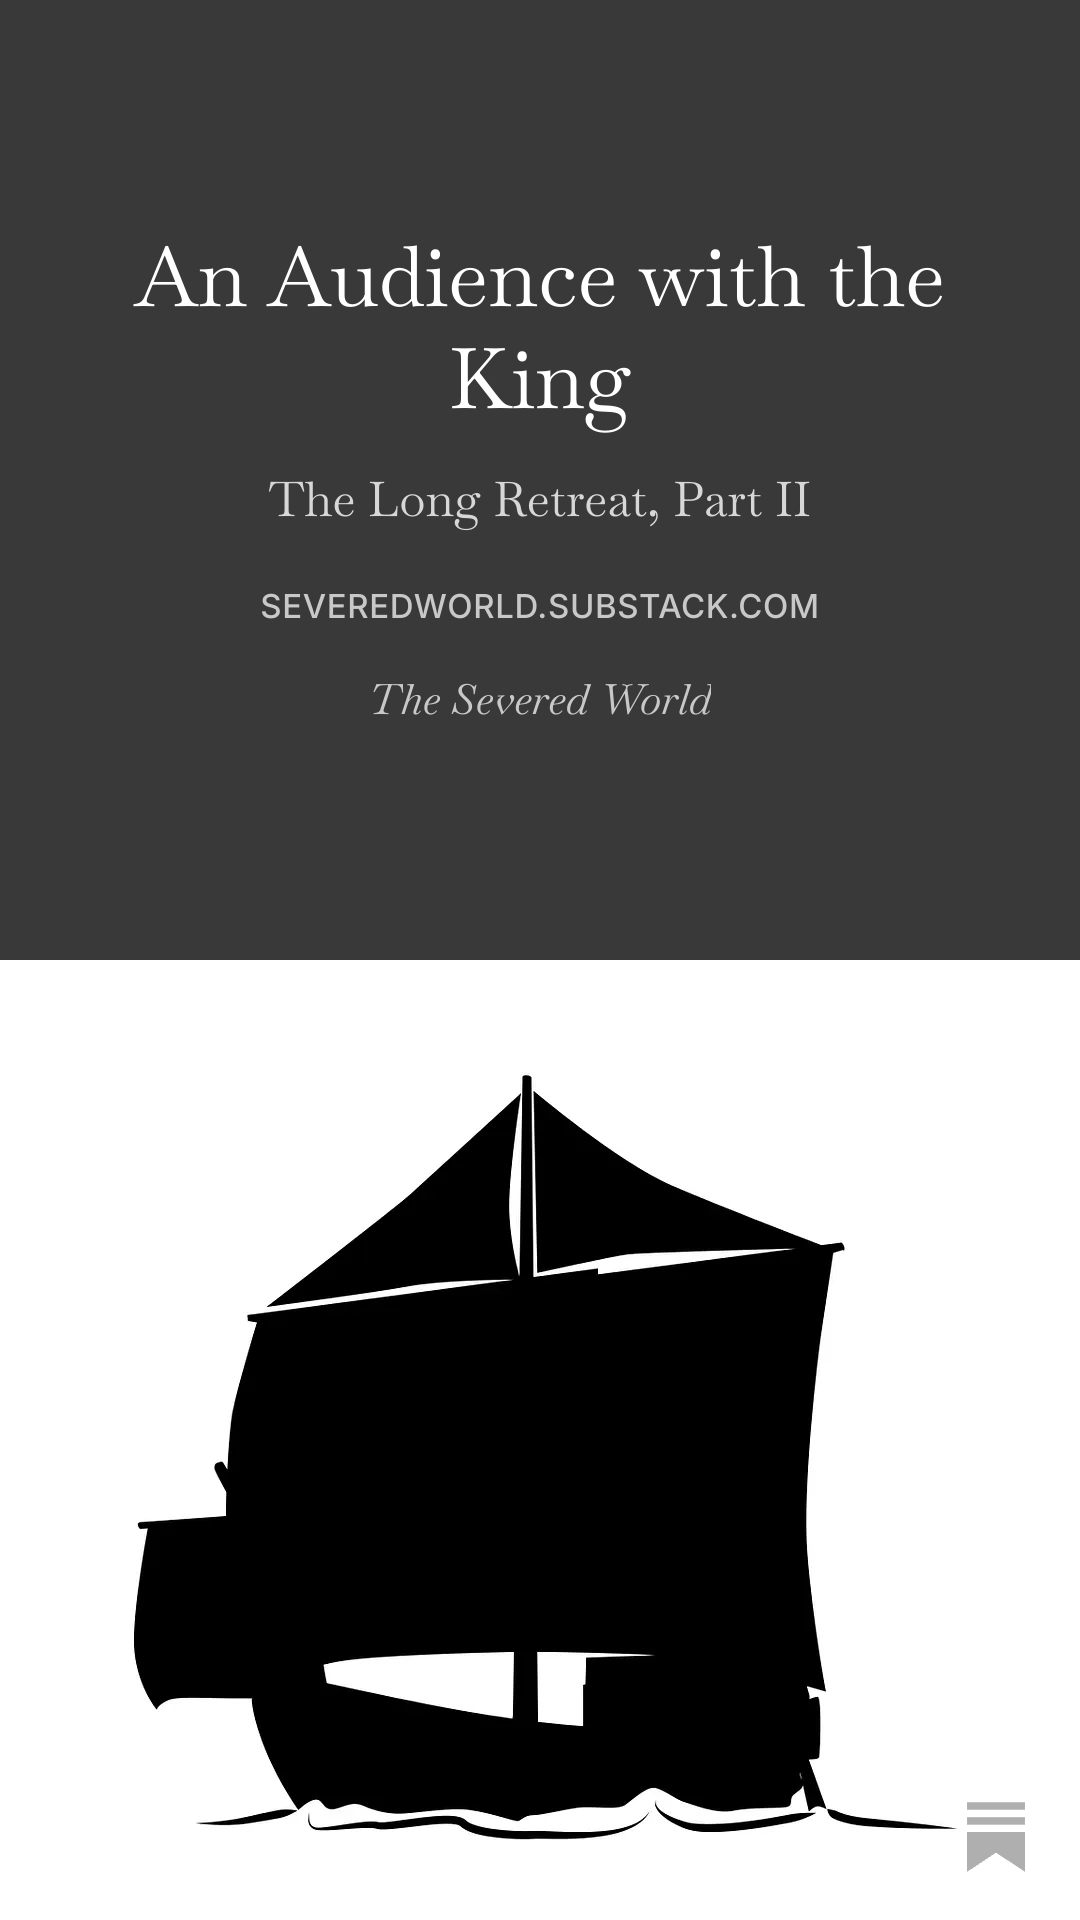 An Audience with the
King
The Long Retreat, Part II
SEVEREDWORLD.SUBSTACK.COM
The Severed World